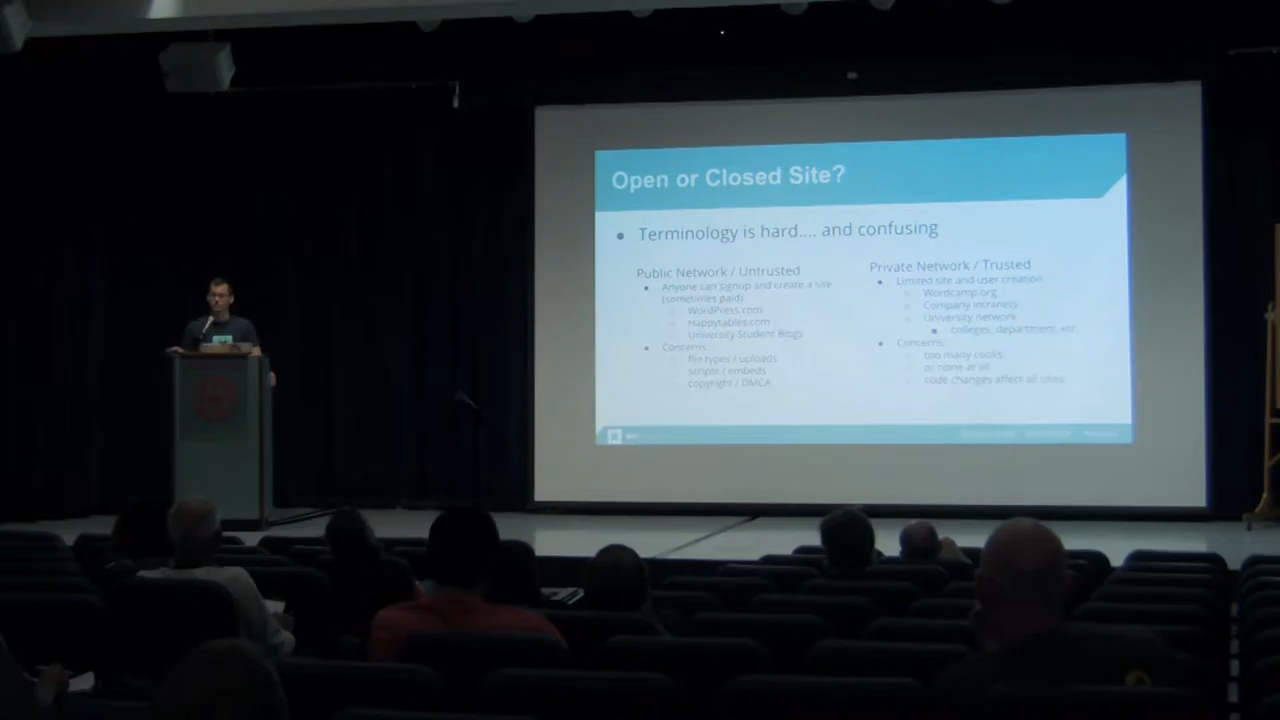 Open or Closed Site?
Terminology is hard.... and confusing
Public Network / Untrusted
Anyone can signup and create a site
(sometimes paid)
WordPress.com
Happytables.com
University Student Blogs
Concerns:
file types / uploads
scripts / embeds
copyright / DMCA
Private Network / Trusted
Limited site and user creation
Wordcamp.org
Company intranets
University network
colleges, department, etc
Concerns:
too many cooks
or none at all
code changes affect all sites!